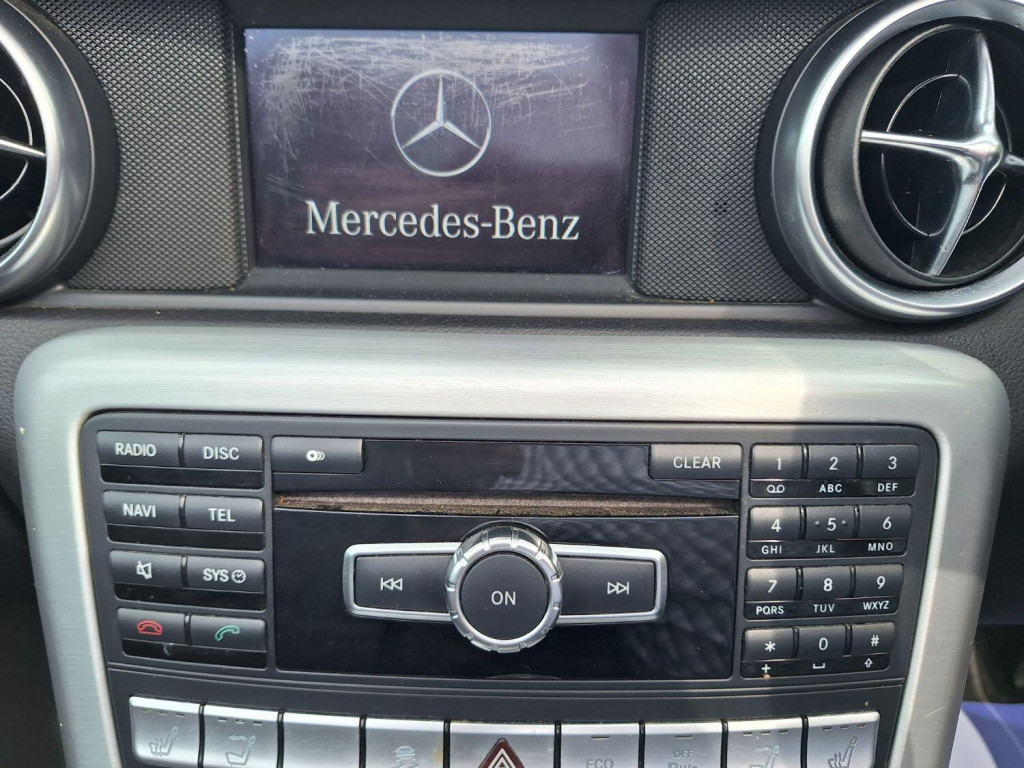 Mercedes-Benz
RADIO DISC CLEAR 1 2 3
ABC DEF
NAVI TEL 4 5 6
GHI JKL MNO
SYS ON 7 8 9
PQRS TUV WXYZ
* 0 #
+
ECO OFF